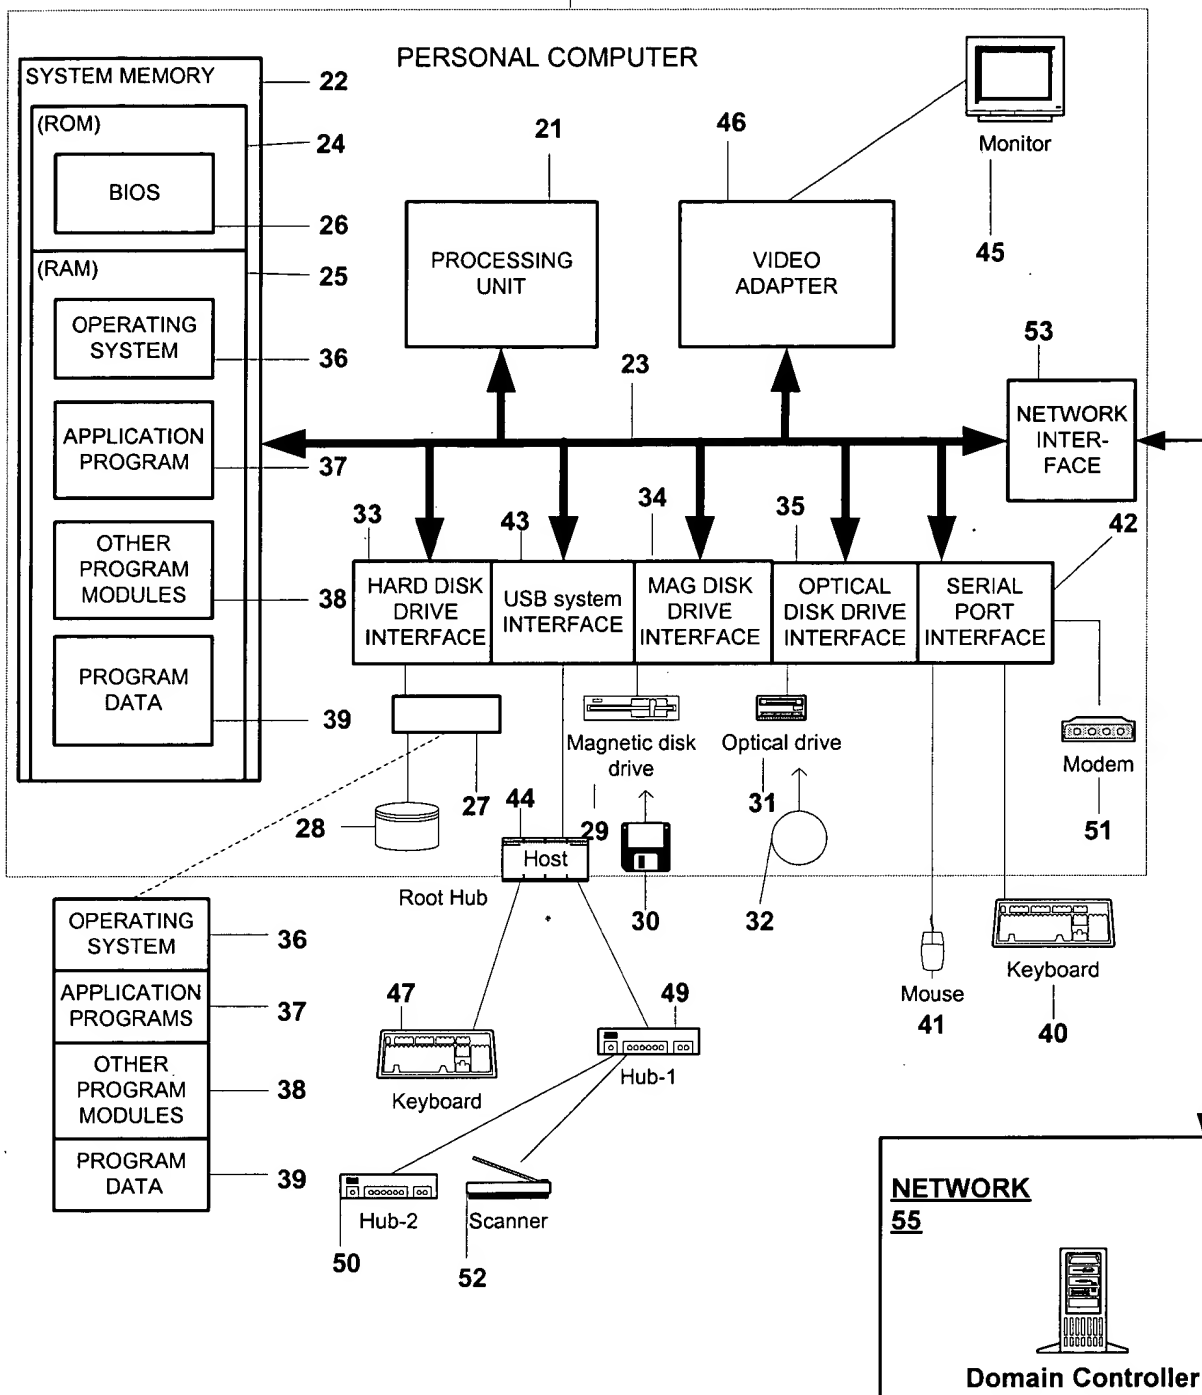 PERSONAL COMPUTER
SYSTEM MEMORY
22
(ROM)
24
BIOS
26
(RAM)
25
OPERATING
SYSTEM
36
APPLICATION
PROGRAM
37
OTHER
PROGRAM
MODULES
38
PROGRAM
DATA
39
21
PROCESSING
UNIT
46
VIDEO
ADAPTER
Monitor
45
23
53
NETWORK
INTER-
FACE
33
HARD DISK
DRIVE
INTERFACE
43
USB system
INTERFACE
34
MAG DISK
DRIVE
INTERFACE
35
OPTICAL
DISK DRIVE
INTERFACE
42
SERIAL
PORT
INTERFACE
27
28
44
Host
Root Hub
Magnetic disk
drive
29
30
Optical drive
31
32
Modem
51
Mouse
41
Keyboard
40
OPERATING
SYSTEM
36
APPLICATION
PROGRAMS
37
OTHER
PROGRAM
MODULES
38
PROGRAM
DATA
39
47
Keyboard
49
Hub-1
Hub-2
50
Scanner
52
NETWORK
55
Domain Controller